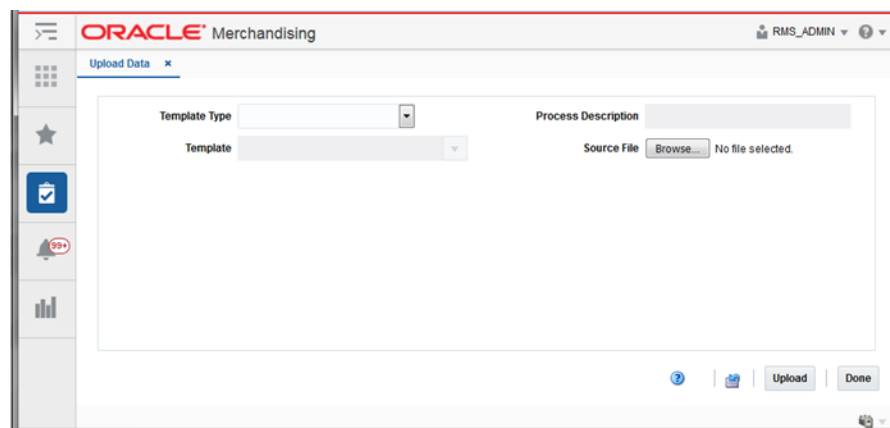 ORACLE® Merchandising
RMS_ADMIN
Upload Data ×
Template Type
Process Description
Template
Source File Browse... No file selected.
99+
Upload
Done